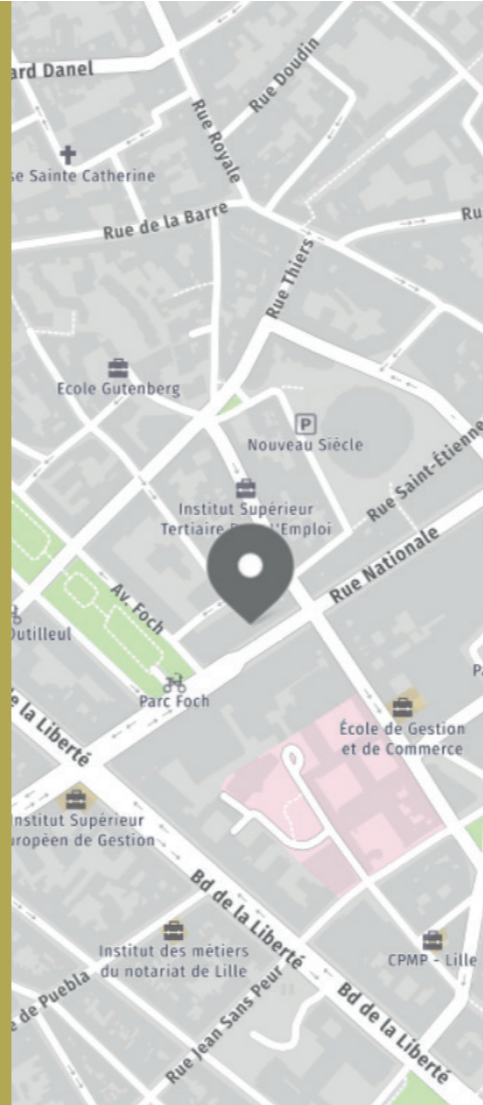 ard Danel
Rue Doudin
Rue Royale
se Sainte Catherine
Rue de la Barre
Ru
Rue Thiers
Ecole Gutenberg
P
Nouveau Siècle
Institut Supérieur
Tertiaire l'Emploi
Rue Saint-Étienne
Rue Nationale
Av. Foch
Dutilleul
Parc Foch
Pa
École de Gestion
et de Commerce
de la Liberté
Institut Supérieur
uropéen de Gestion
Bd de la Liberté
Institut des métiers
du notariat de Lille
CPMP - Lille
e de Puebla
Rue Jean Sans Peur
Bd de la Liberté